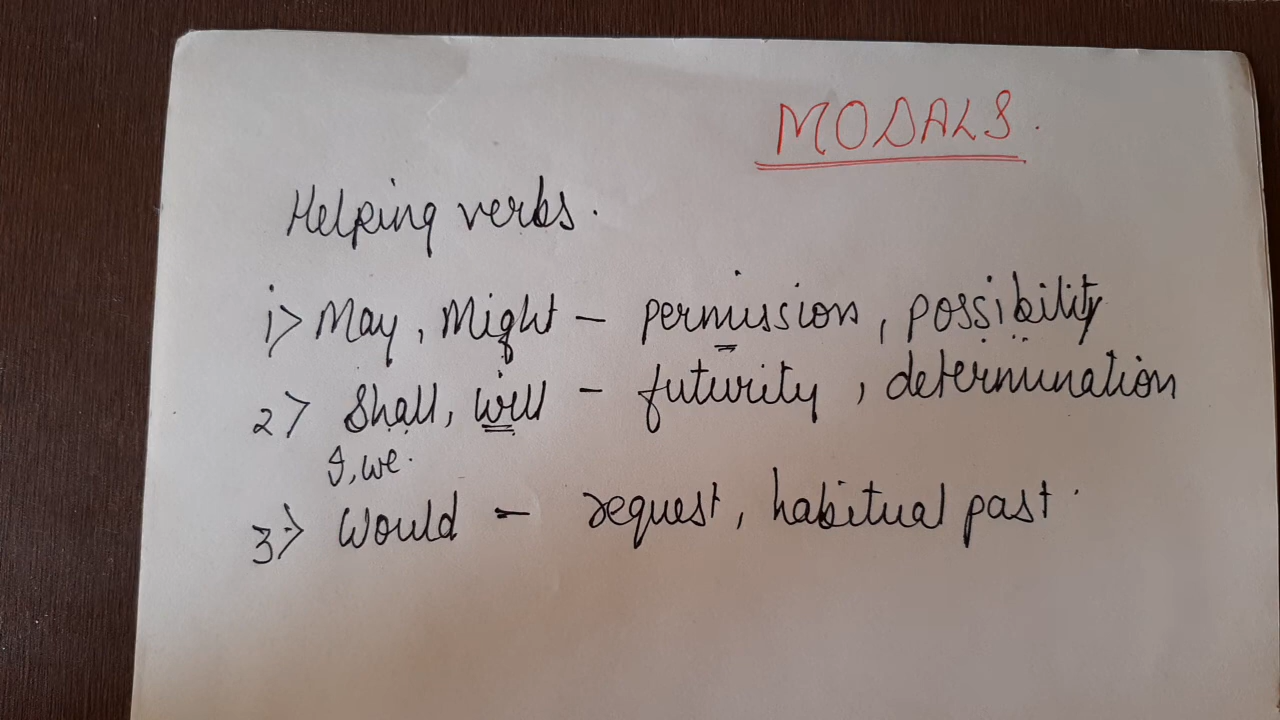 MODALS.
Helping verbs.
1> May, Might - permission, possibility
2> Shall, will - futurity, determination
I, we.
3> Would - request, habitual past.